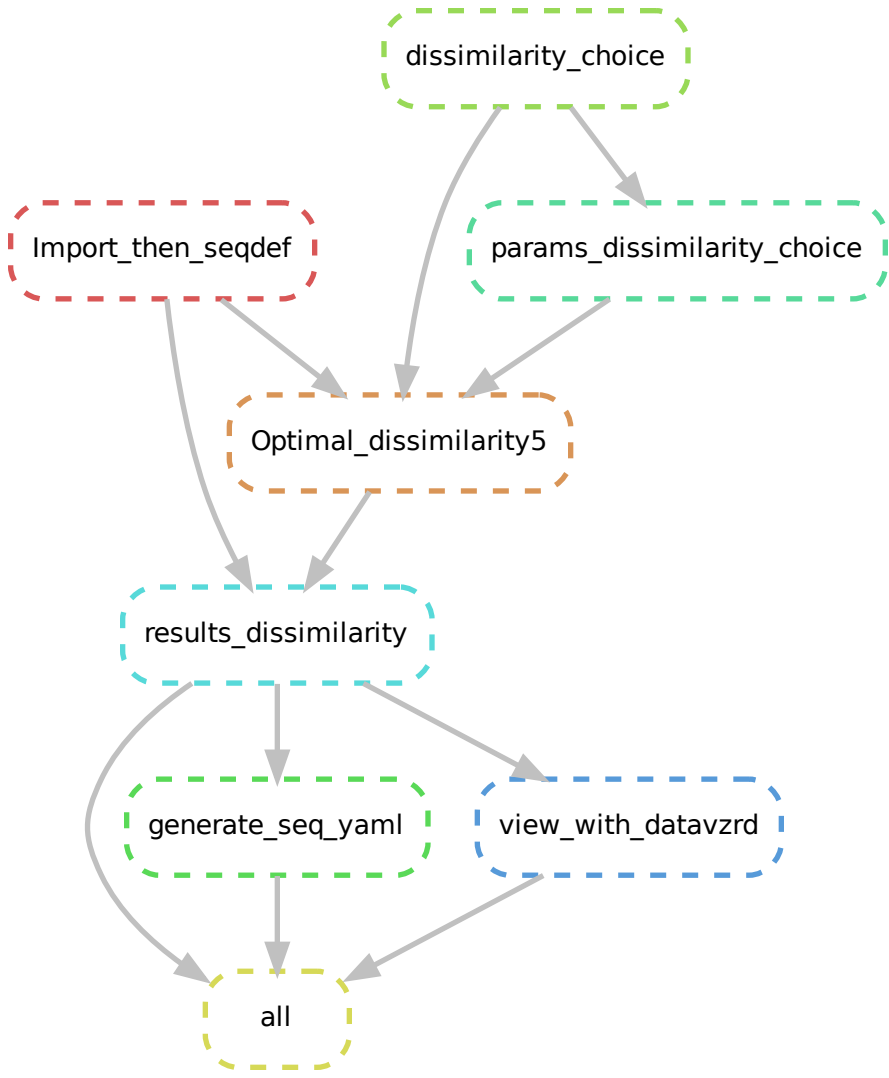 dissimilarity_choice
Import_then_seqdef
params_dissimilarity_choice
Optimal_dissimilarity5
results_dissimilarity
generate_seq_yaml
view_with_datavzrd
all